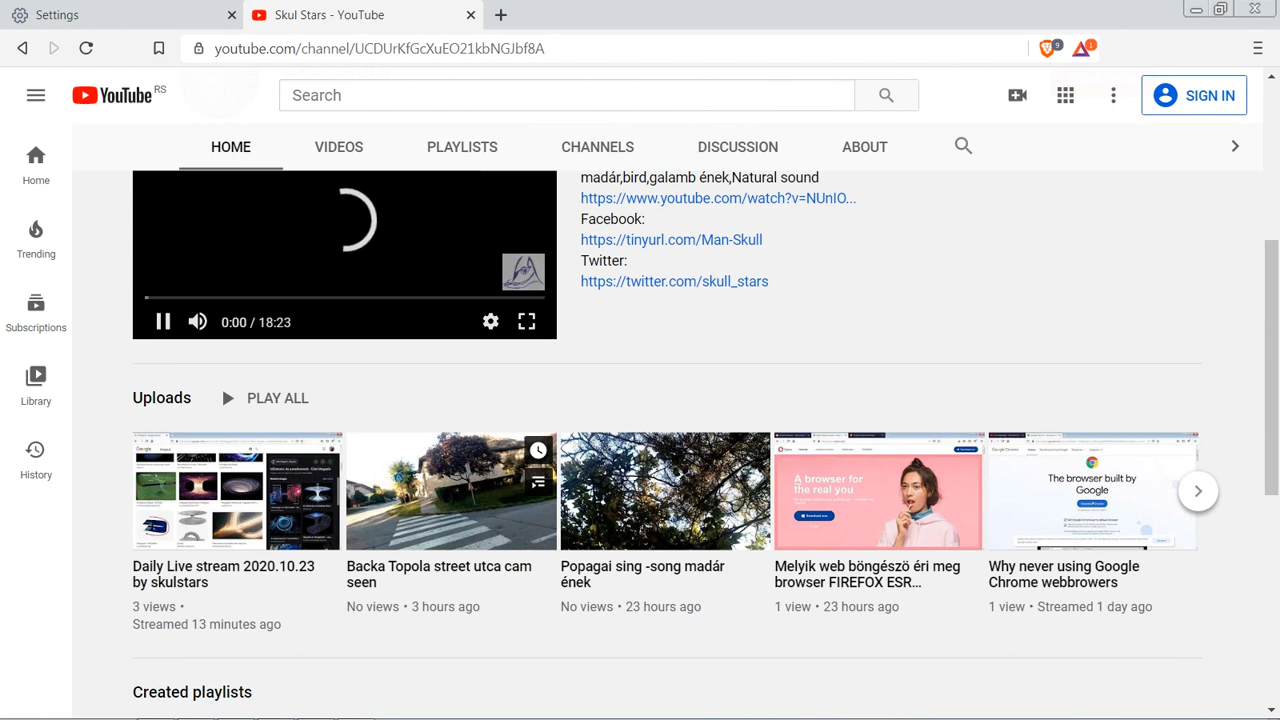 Settings
Skul Stars - YouTube
youtube.com/channel/UCDUrKfGcXuEO21kbNGJbf8A
9
1
YouTube RS
Search
SIGN IN
HOME
VIDEOS
PLAYLISTS
CHANNELS
DISCUSSION
ABOUT
Home
Trending
Subscriptions
Library
History
madár,bird,galamb ének,Natural sound
https://www.youtube.com/watch?v=NUnIO...
Facebook:
https://tinyurl.com/Man-Skull
Twitter:
https://twitter.com/skull_stars
0:00 / 18:23
Uploads
PLAY ALL
A browser for
the real you
The browser built by
Google
Daily Live stream 2020.10.23
by skulstars
3 views •
Streamed 13 minutes ago
Backa Topola street utca cam
seen
No views • 3 hours ago
Popagai sing -song madár
ének
No views • 23 hours ago
Melyik web böngészö éri meg
browser FIREFOX ESR...
1 view • 23 hours ago
Why never using Google
Chrome webbrowers
1 view • Streamed 1 day ago
Created playlists